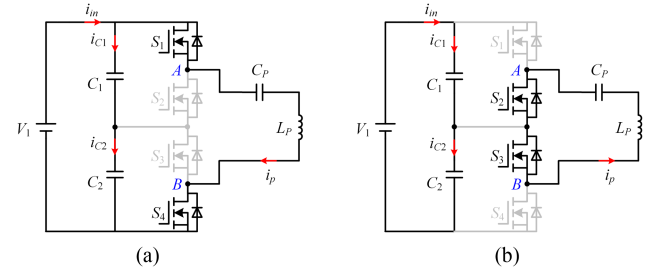 i_in
i_C1
S_1
C_1
A
C_P
S_2
V_1
L_P
i_C2
S_3
C_2
B
i_p
S_4
(a)
i_in
i_C1
S_1
C_1
A
C_P
S_2
V_1
L_P
i_C2
S_3
C_2
B
i_p
S_4
(b)